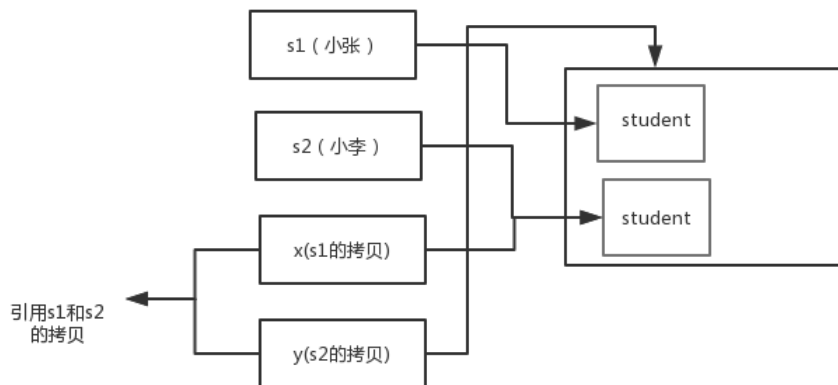 s1（小张）
student
s2（小李）
student
x(s1的拷贝)
引用s1和s2
的拷贝
y(s2的拷贝)